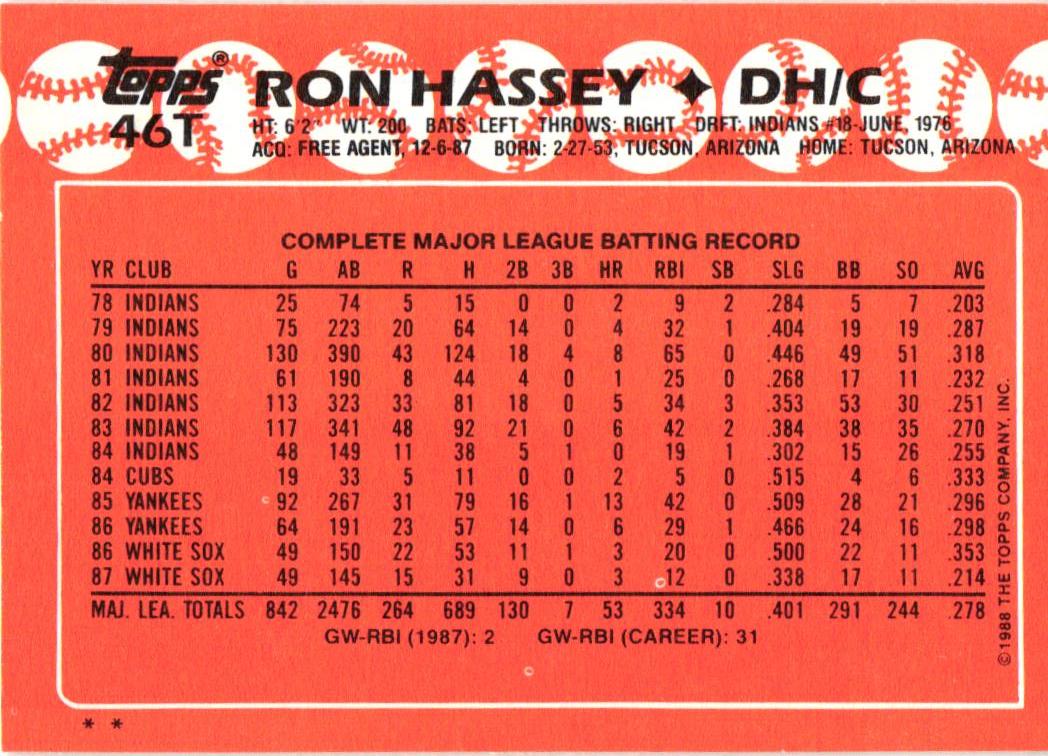 topps®
46T
RON HASSEY ✦ DH/C
HT: 6'2" WT: 200 BATS: LEFT THROWS: RIGHT DRFT: INDIANS #18-JUNE, 1976
ACQ: FREE AGENT, 12-6-87 BORN: 2-27-53, TUCSON, ARIZONA HOME: TUCSON, ARIZONA
COMPLETE MAJOR LEAGUE BATTING RECORD
YR CLUB G AB R H 2B 3B HR RBI SB SLG BB SO AVG
78 INDIANS 25 74 5 15 0 0 2 9 2 .284 5 7 .203
79 INDIANS 75 223 20 64 14 0 4 32 1 .404 19 19 .287
80 INDIANS 130 390 43 124 18 4 8 65 0 .446 49 51 .318
81 INDIANS 61 190 8 44 4 0 1 25 0 .268 17 11 .232
82 INDIANS 113 323 33 81 18 0 5 34 3 .353 53 30 .251
83 INDIANS 117 341 48 92 21 0 6 42 2 .384 38 35 .270
84 INDIANS 48 149 11 38 5 1 0 19 1 .302 15 26 .255
84 CUBS 19 33 5 11 0 0 2 5 0 .515 4 6 .333
85 YANKEES 92 267 31 79 16 1 13 42 0 .509 28 21 .296
86 YANKEES 64 191 23 57 14 0 6 29 1 .466 24 16 .298
86 WHITE SOX 49 150 22 53 11 1 3 20 0 .500 22 11 .353
87 WHITE SOX 49 145 15 31 9 0 3 12 0 .338 17 11 .214
MAJ. LEA. TOTALS 842 2476 264 689 130 7 53 334 10 .401 291 244 .278
GW-RBI (1987): 2 GW-RBI (CAREER): 31
©1988 THE TOPPS COMPANY, INC.
* *